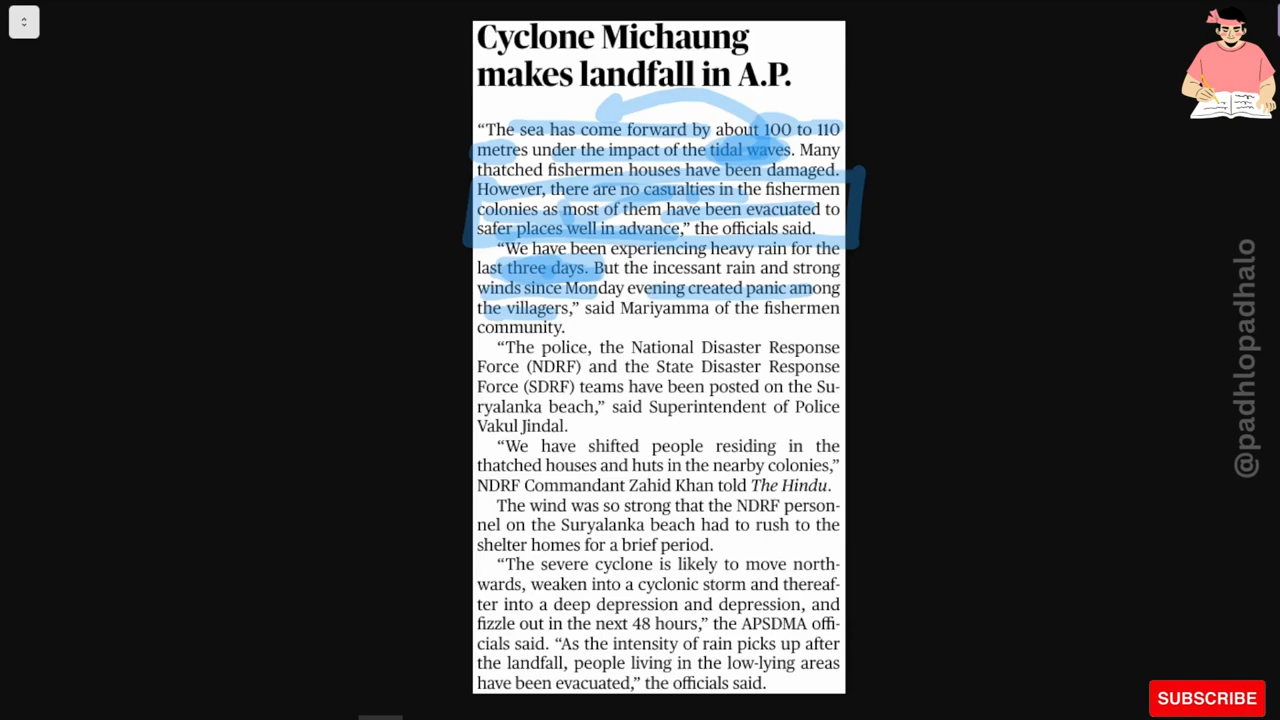 Cyclone Michaung
makes landfall in A.P.
“The sea has come forward by about 100 to 110
metres under the impact of the tidal waves. Many
thatched fishermen houses have been damaged.
However, there are no casualties in the fishermen
colonies as most of them have been evacuated to
safer places well in advance,” the officials said.
“We have been experiencing heavy rain for the
last three days. But the incessant rain and strong
winds since Monday evening created panic among
the villagers,” said Mariyamma of the fishermen
community.
“The police, the National Disaster Response
Force (NDRF) and the State Disaster Response
Force (SDRF) teams have been posted on the Su-
ryalanka beach,” said Superintendent of Police
Vakul Jindal.
“We have shifted people residing in the
thatched houses and huts in the nearby colonies,”
NDRF Commandant Zahid Khan told The Hindu.
The wind was so strong that the NDRF person-
nel on the Suryalanka beach had to rush to the
shelter homes for a brief period.
“The severe cyclone is likely to move north-
wards, weaken into a cyclonic storm and thereaf-
ter into a deep depression and depression, and
fizzle out in the next 48 hours,” the APSDMA offi-
cials said. “As the intensity of rain picks up after
the landfall, people living in the low-lying areas
have been evacuated,” the officials said.
@padhlopadhalo
SUBSCRIBE